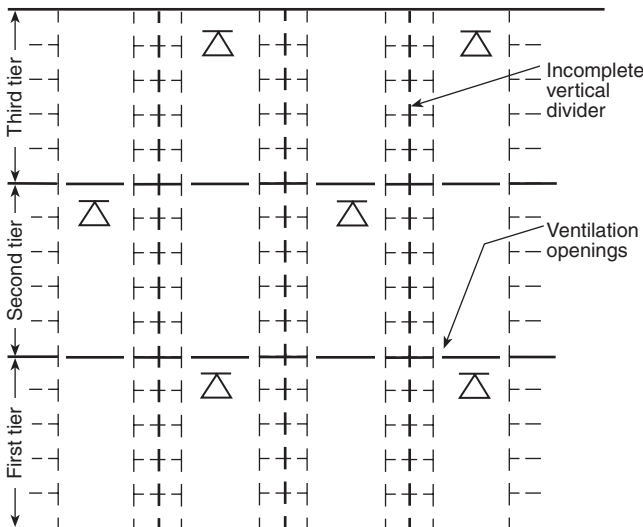 Third tier
Incomplete
vertical
divider
Second tier
Ventilation
openings
First tier